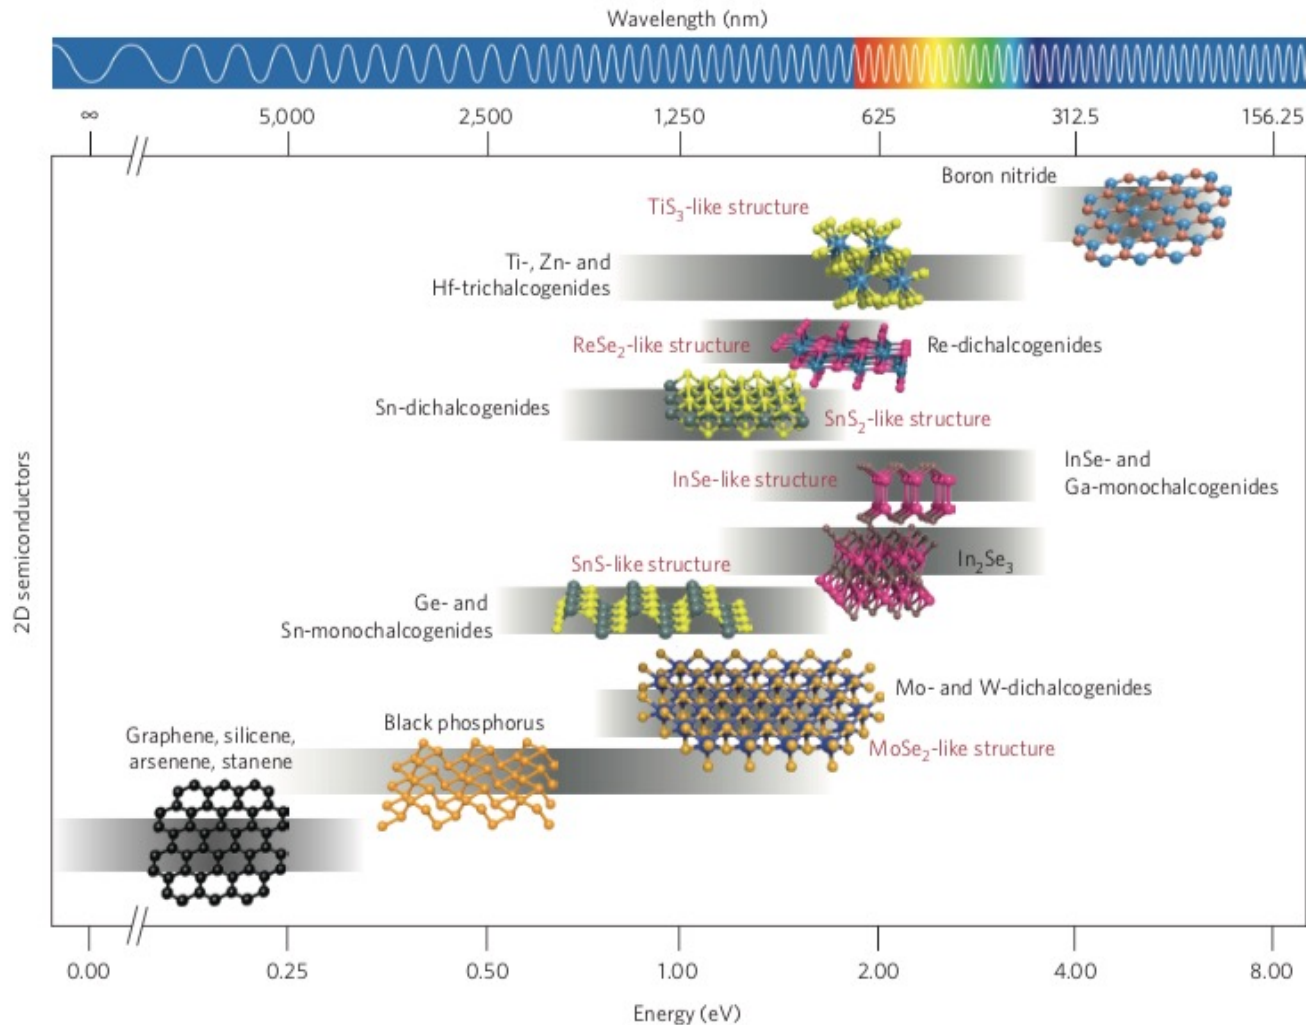 Wavelength (nm)
∞ 5,000 2,500 1,250 625 312.5 156.25
Boron nitride
TiS₃-like structure
Ti-, Zn- and
Hf-trichalcogenides
ReSe₂-like structure
Re-dichalcogenides
Sn-dichalcogenides
SnS₂-like structure
InSe-like structure
InSe- and
Ga-monochalcogenides
In₂Se₃
SnS-like structure
Ge- and
Sn-monochalcogenides
Mo- and W-dichalcogenides
MoSe₂-like structure
Black phosphorus
Graphene, silicene,
arsenene, stanene
2D semiconductors
0.00 0.25 0.50 1.00 2.00 4.00 8.00
Energy (eV)